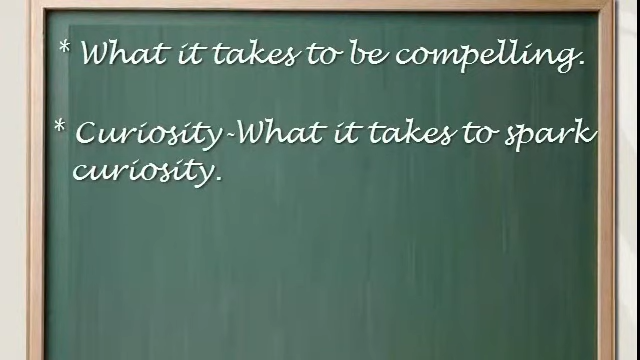 * What it takes to be compelling.
* Curiosity-What it takes to spark
curiosity.